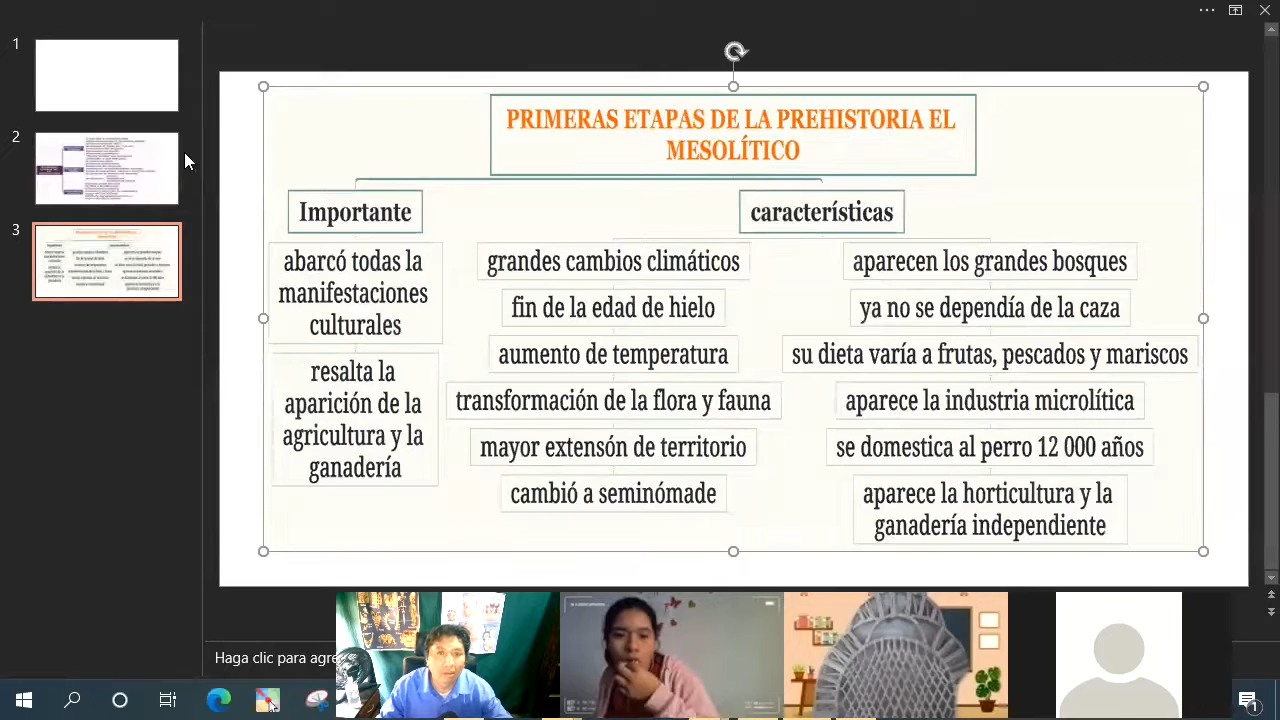 1
2
3
PRIMERAS ETAPAS DE LA PREHISTORIA EL
MESOLÍTICO
Importante
características
abarcó todas la
manifestaciones
culturales
resalta la
aparición de la
agricultura y la
ganadería
grandes cambios climáticos
fin de la edad de hielo
aumento de temperatura
transformación de la flora y fauna
mayor extensón de territorio
cambió a seminómade
aparecen los grandes bosques
ya no se dependía de la caza
su dieta varía a frutas, pescados y mariscos
aparece la industria microlítica
se domestica al perro 12 000 años
aparece la horticultura y la
ganadería independiente
Haga clic para agre